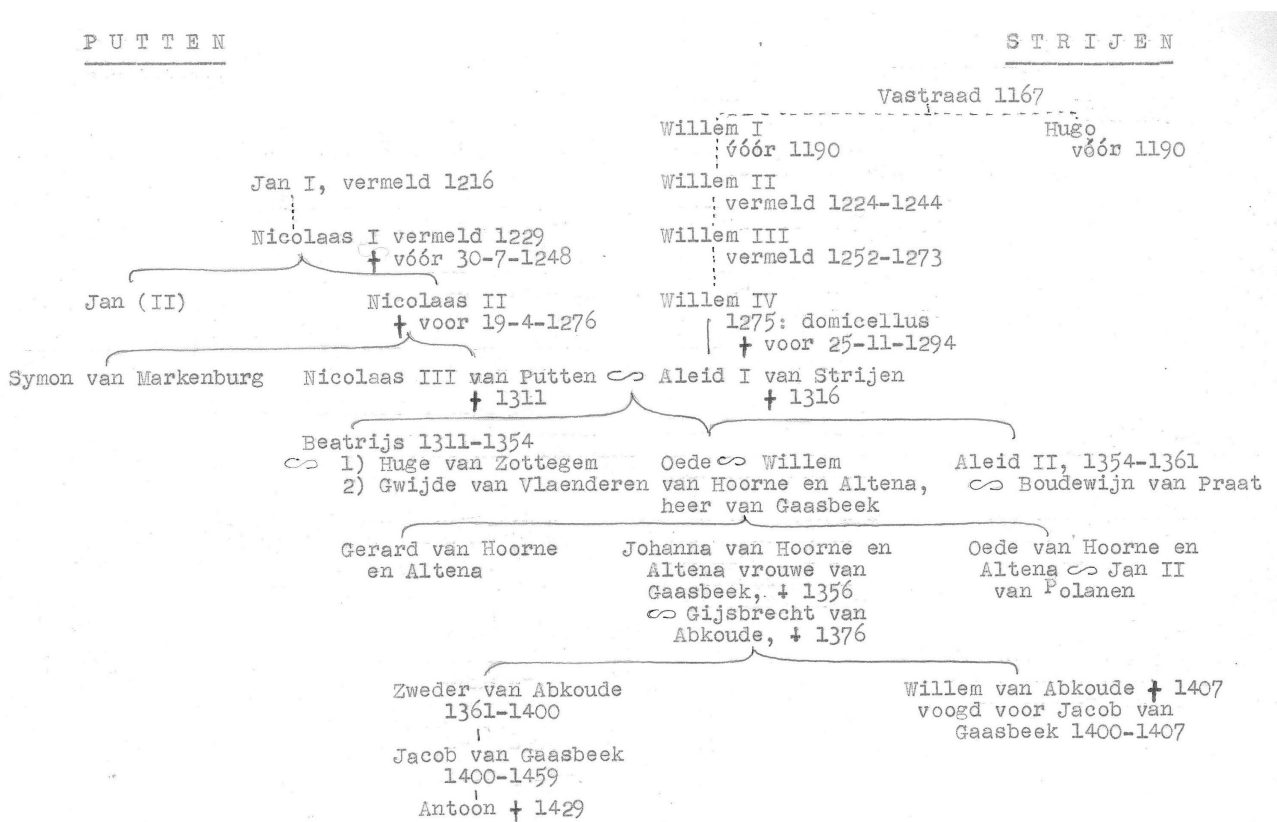 P U T T E N
S T R I J E N
Vastraad 1167
Willem I
vóór 1190
Hugo
vóór 1190
Jan I, vermeld 1216
Willem II
vermeld 1224-1244
Nicolaas I vermeld 1229
† vóór 30-7-1248
Willem III
vermeld 1252-1273
Jan (II)
Nicolaas II
† voor 19-4-1276
Willem IV
1275: domicellus
† voor 25-11-1294
Symon van Markenburg
Nicolaas III van Putten ∽ Aleid I van Strijen
† 1311
† 1316
Beatrijs 1311-1354
∽ 1) Huge van Zottegem
2) Gwijde van Vlaenderen
Oede ∽ Willem
van Hoorne en Altena,
heer van Gaasbeek
Aleid II, 1354-1361
∽ Boudewijn van Praat
Gerard van Hoorne
en Altena
Johanna van Hoorne en
Altena vrouwe van
Gaasbeek, † 1356
∽ Gijsbrecht van
Abkoude, † 1376
Oede van Hoorne en
Altena ∽ Jan II
van Polanen
Zweder van Abkoude
1361-1400
Willem van Abkoude † 1407
voogd voor Jacob van
Gaasbeek 1400-1407
Jacob van Gaasbeek
1400-1459
Antoon † 1429